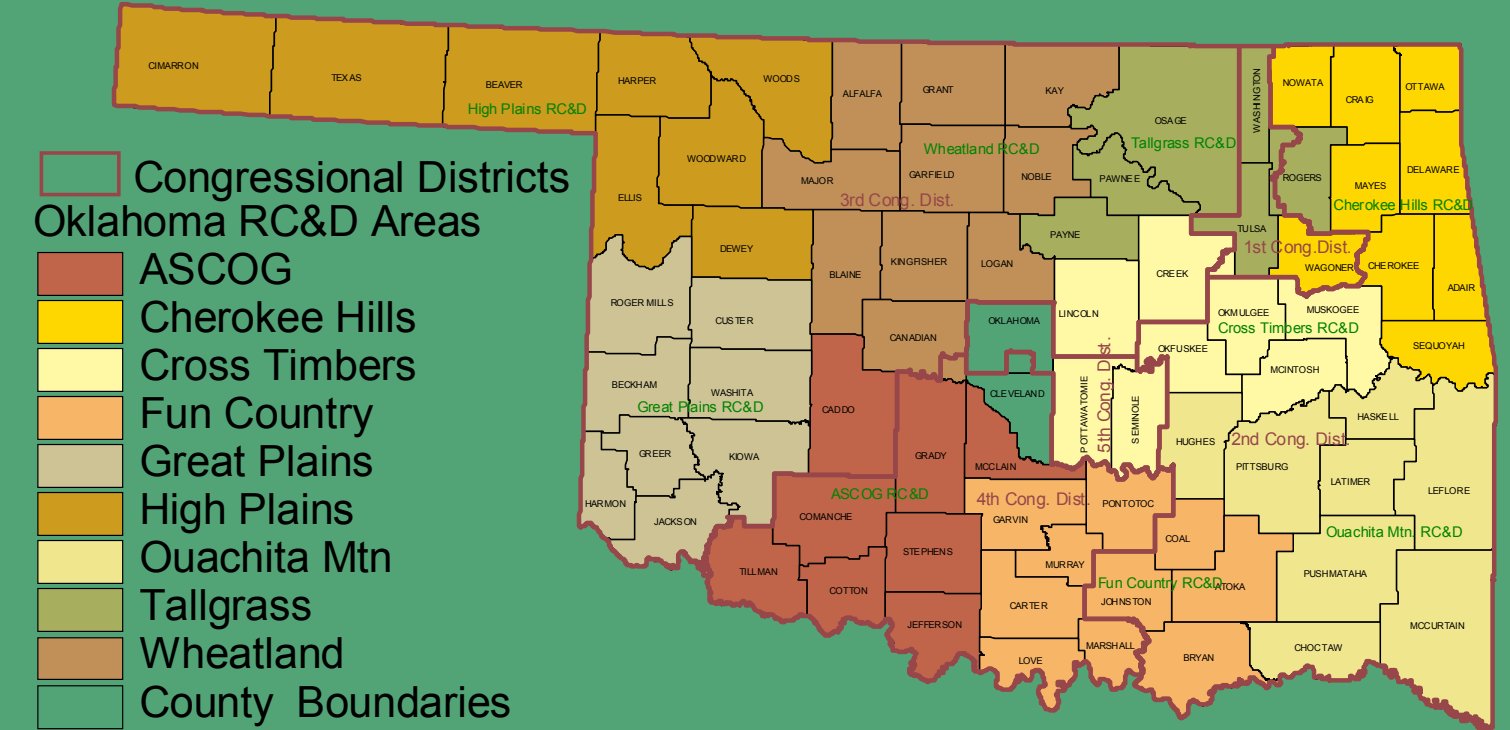 CIMARRON
TEXAS
BEAVER
HARPER
WOODS
ALFALFA
GRANT
KAY
OSAGE
WASHINGTON
NOWATA
CRAIG
OTTAWA
High Plains RC&D
WOODWARD
MAJOR
Wheatland RC&D
GARFIELD
NOBLE
Tallgrass RC&D
PAWNEE
ROGERS
MAYES
DELAWARE
Cherokee Hills RC&D
ELLIS
3rd Cong. Dist.
DEWEY
BLAINE
KINGFISHER
LOGAN
PAYNE
CREEK
TULSA
1st Cong.Dist.
WAGONER
CHEROKEE
ADAIR
ROGER MILLS
CUSTER
CANADIAN
OKLAHOMA
LINCOLN
OKMULGEE
MUSKOGEE
Cross Timbers RC&D
OKFUSKEE
SEQUOYAH
BECKHAM
WASHITA
Great Plains RC&D
CADDO
CLEVELAND
POTTAWATOMIE
5th Cong. Dist.
SEMINOLE
MCINTOSH
HASKELL
HUGHES
2nd Cong. Dist.
PITTSBURG
GREER
KIOWA
GRADY
MCCLAIN
LATIMER
LEFLORE
HARMON
JACKSON
ASCOG RC&D
COMANCHE
4th Cong. Dist.
GARVIN
PONTOTOC
COAL
Ouachita Mtn. RC&D
STEPHENS
MURRAY
TILLMAN
COTTON
Fun Country RC&D
ATOKA
PUSHMATAHA
CARTER
JOHNSTON
JEFFERSON
MCCURTAIN
LOVE
MARSHALL
BRYAN
CHOCTAW
Congressional Districts
Oklahoma RC&D Areas
ASCOG
Cherokee Hills
Cross Timbers
Fun Country
Great Plains
High Plains
Ouachita Mtn
Tallgrass
Wheatland
County Boundaries